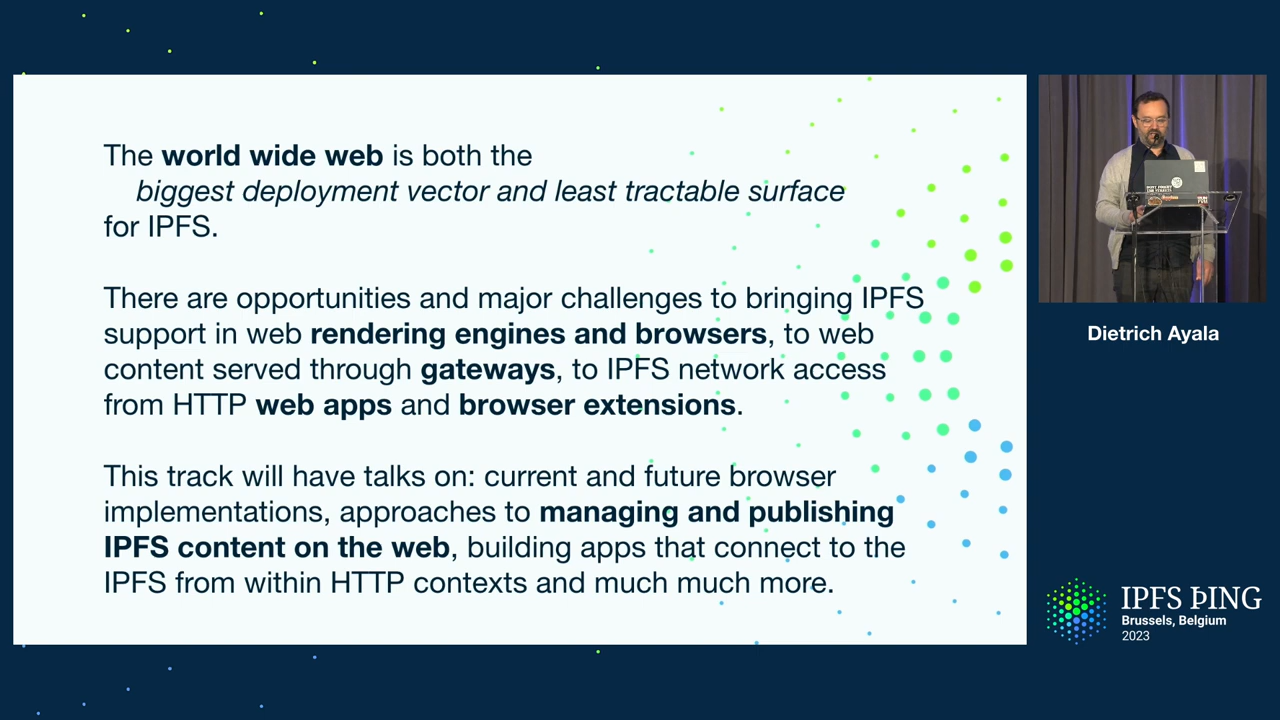 The world wide web is both the
biggest deployment vector and least tractable surface
for IPFS.
There are opportunities and major challenges to bringing IPFS
support in web rendering engines and browsers, to web
content served through gateways, to IPFS network access
from HTTP web apps and browser extensions.
This track will have talks on: current and future browser
implementations, approaches to managing and publishing
IPFS content on the web, building apps that connect to the
IPFS from within HTTP contexts and much much more.
Dietrich Ayala
IPFS ÞING
Brussels, Belgium
2023